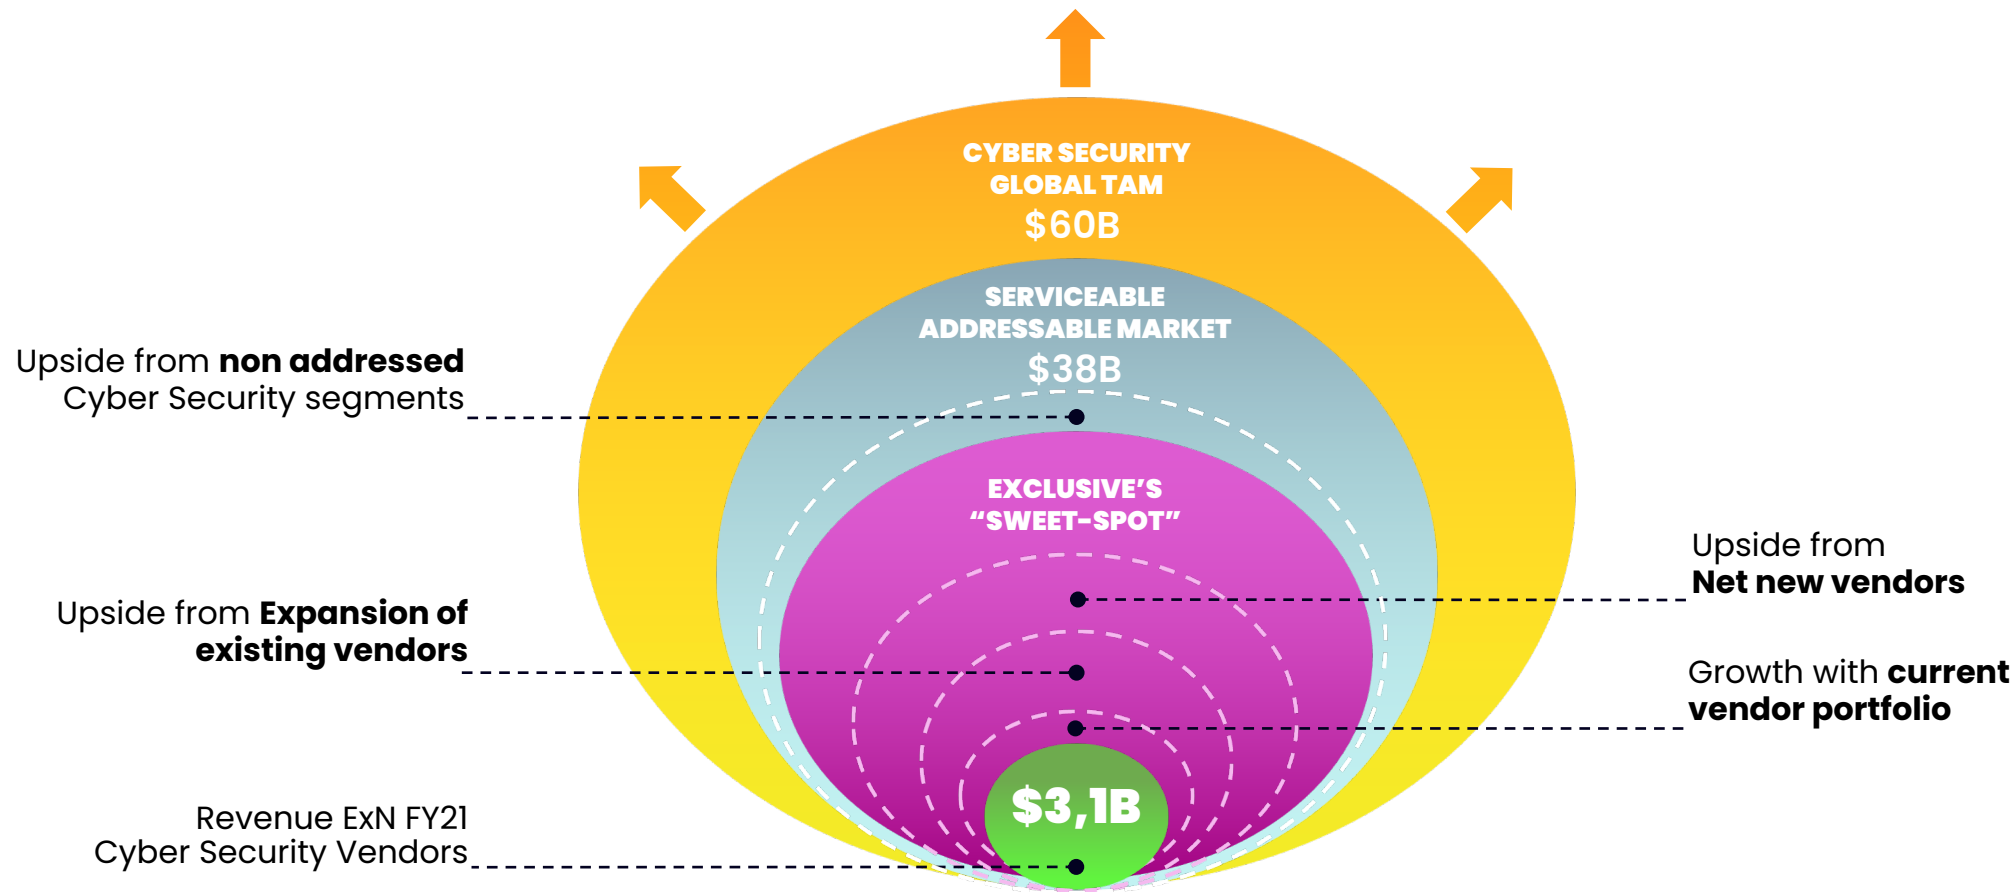 CYBER SECURITY
GLOBAL TAM
$60B
SERVICEABLE
ADDRESSABLE MARKET
$38B
Upside from non addressed
Cyber Security segments
EXCLUSIVE’S
“SWEET-SPOT”
Upside from
Net new vendors
Upside from Expansion of
existing vendors
Growth with current
vendor portfolio
$3,1B
Revenue ExN FY21
Cyber Security Vendors